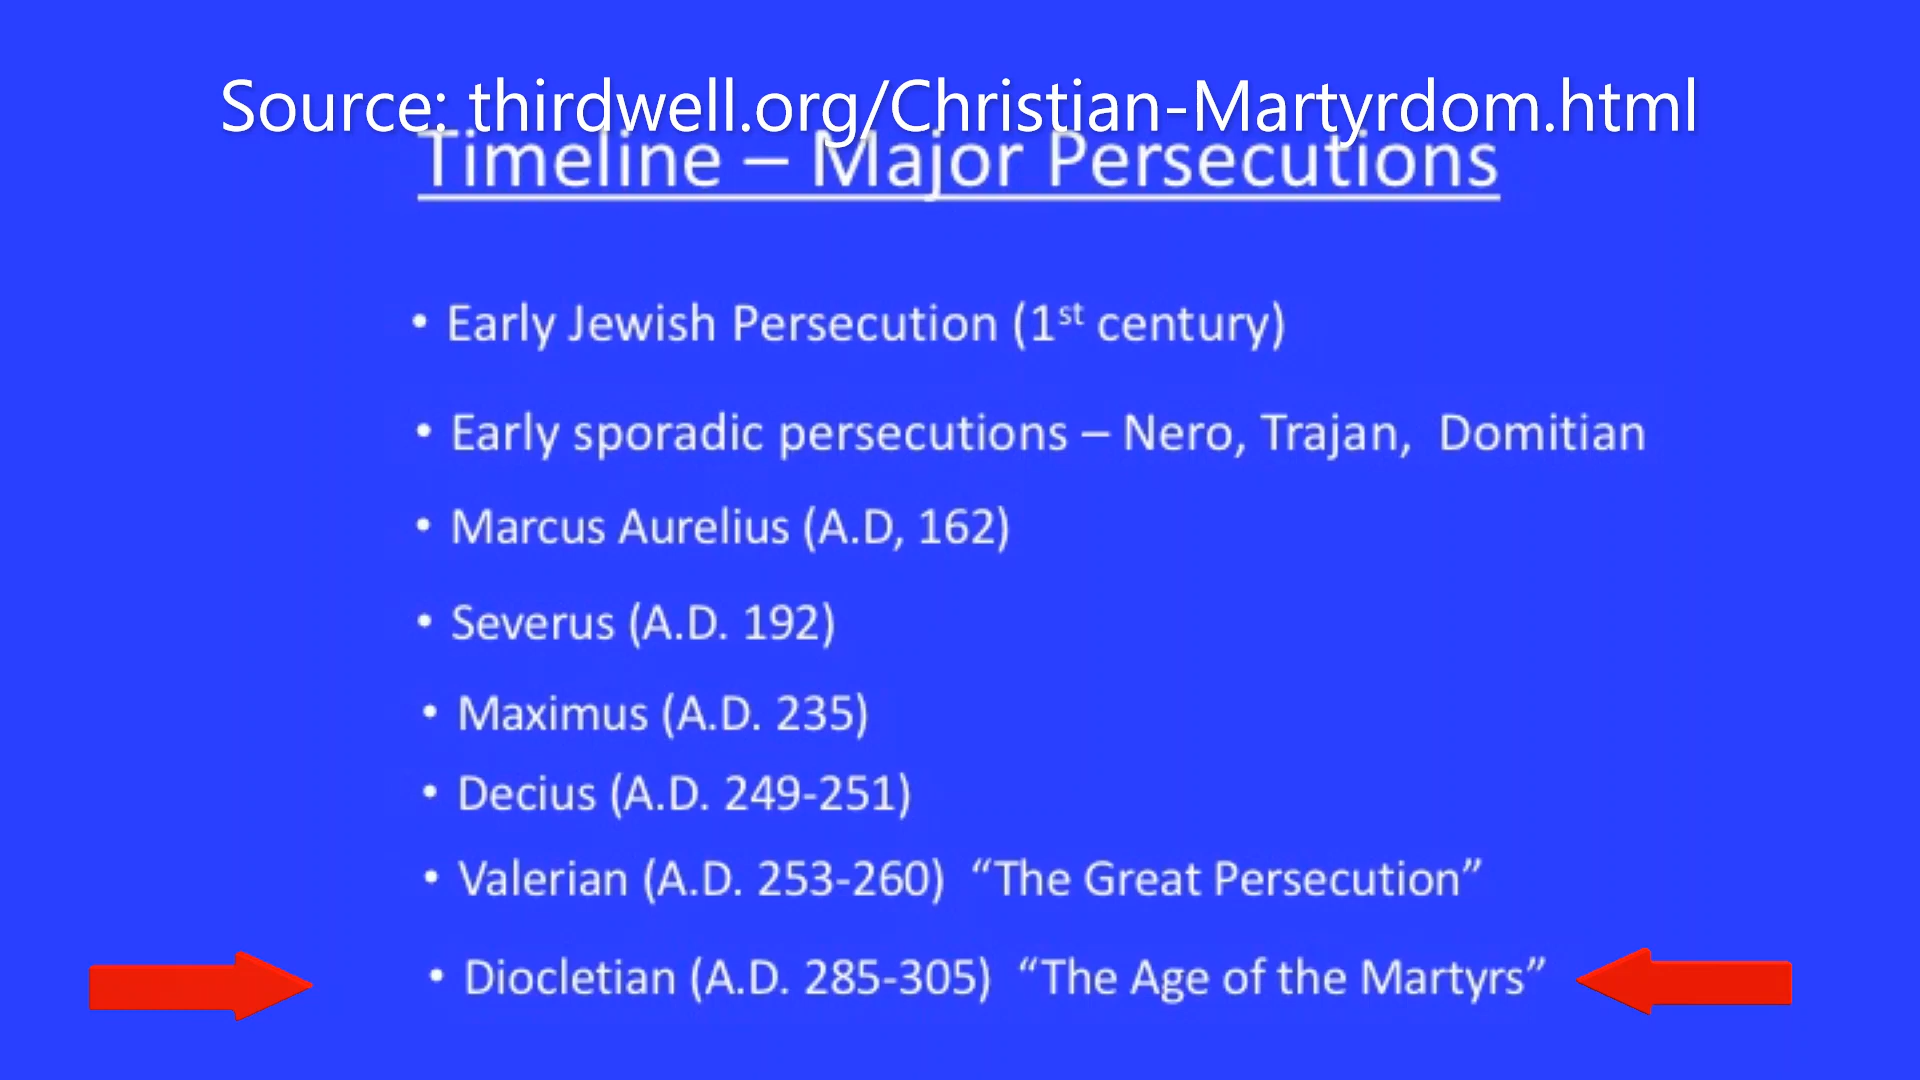 Source: thirdwell.org/Christian-Martyrdom.html
Timeline – Major Persecutions
• Early Jewish Persecution (1st century)
• Early sporadic persecutions – Nero, Trajan,  Domitian
• Marcus Aurelius (A.D, 162)
• Severus (A.D. 192)
• Maximus (A.D. 235)
• Decius (A.D. 249-251)
• Valerian (A.D. 253-260)  “The Great Persecution”
• Diocletian (A.D. 285-305)  “The Age of the Martyrs”